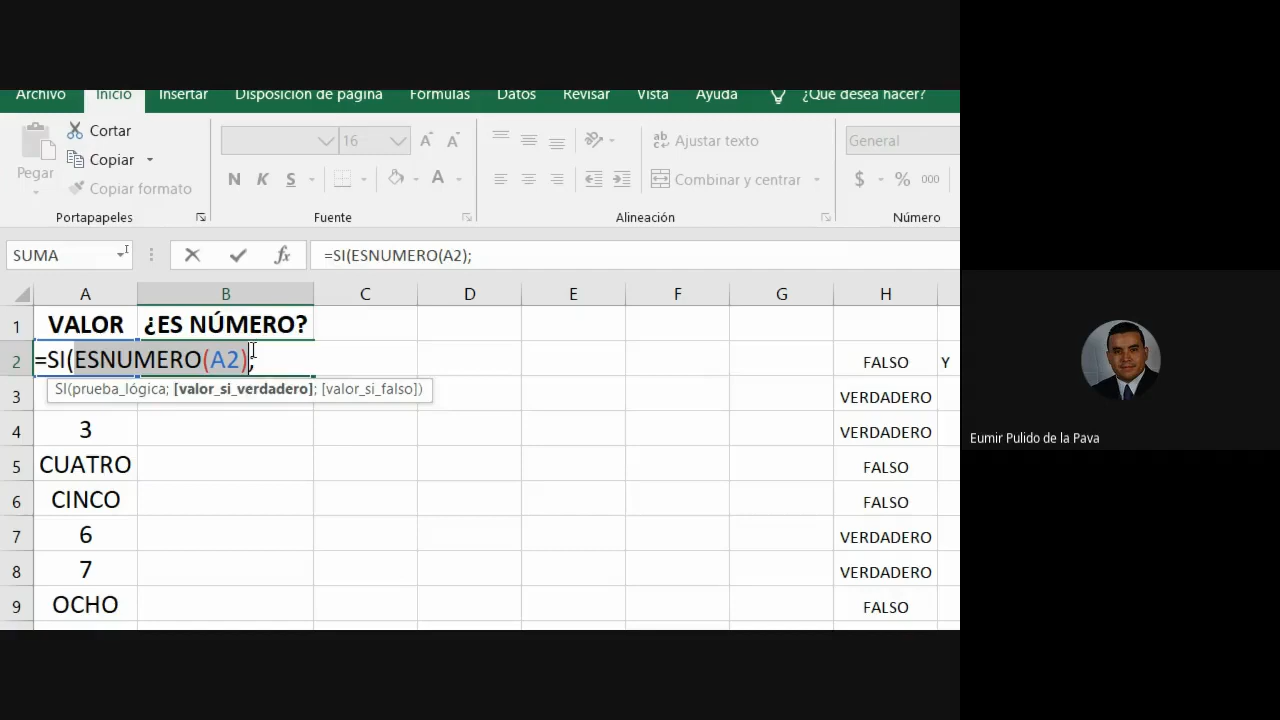 Archivo Inicio Insertar Disposición de página Fórmulas Datos Revisar Vista Ayuda ¿Qué desea hacer?
Cortar
Copiar
Copiar formato
Pegar
Portapapeles
16
N K S
Fuente
Ajustar texto
Combinar y centrar
Alineación
General
$ % 000
Número
SUMA
=SI(ESNUMERO(A2);
A B C D E F G H
1 VALOR ¿ES NÚMERO?
2 =SI(ESNUMERO(A2); FALSO Y
SI(prueba_lógica; [valor_si_verdadero]; [valor_si_falso])
3 VERDADERO
4 3 VERDADERO
5 CUATRO FALSO
6 CINCO FALSO
7 6 VERDADERO
8 7 VERDADERO
9 OCHO FALSO
Eumir Pulido de la Pava